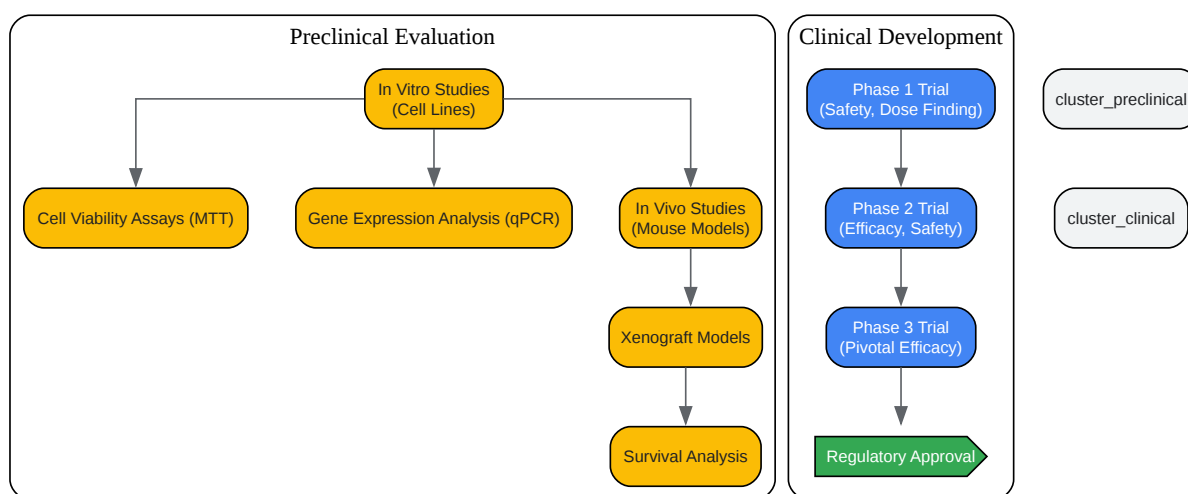 Preclinical Evaluation
In Vitro Studies
(Cell Lines)
Cell Viability Assays (MTT)
Gene Expression Analysis (qPCR)
In Vivo Studies
(Mouse Models)
Xenograft Models
Survival Analysis
Clinical Development
Phase 1 Trial
(Safety, Dose Finding)
Phase 2 Trial
(Efficacy, Safety)
Phase 3 Trial
(Pivotal Efficacy)
Regulatory Approval
cluster_preclinical
cluster_clinical